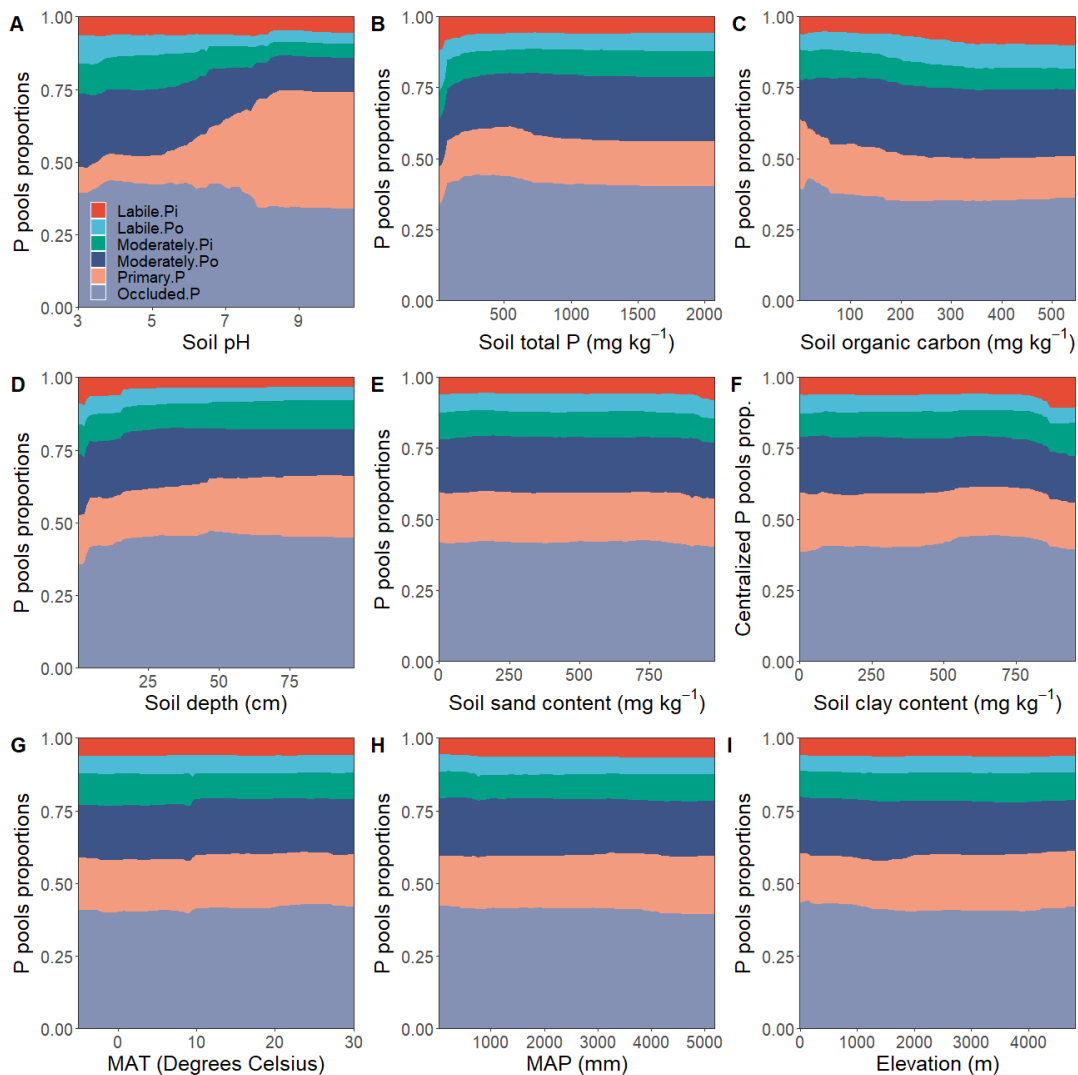 A
P pools proportions
1.00
0.75
0.50
0.25
0.00
Labile.Pi
Labile.Po
Moderately.Pi
Moderately.Po
Primary.P
Occluded.P
3
5
7
9
Soil pH
B
P pools proportions
1.00
0.75
0.50
0.25
0.00
500
1000
1500
2000
Soil total P (mg kg⁻¹)
C
P pools proportions
1.00
0.75
0.50
0.25
0.00
100
200
300
400
500
Soil organic carbon (mg kg⁻¹)
D
P pools proportions
1.00
0.75
0.50
0.25
0.00
25
50
75
Soil depth (cm)
E
P pools proportions
1.00
0.75
0.50
0.25
0.00
0
250
500
750
Soil sand content (mg kg⁻¹)
F
Centralized P pools prop.
1.00
0.75
0.50
0.25
0.00
0
250
500
750
Soil clay content (mg kg⁻¹)
G
P pools proportions
1.00
0.75
0.50
0.25
0.00
0
10
20
30
MAT (Degrees Celsius)
H
P pools proportions
1.00
0.75
0.50
0.25
0.00
1000
2000
3000
4000
5000
MAP (mm)
I
P pools proportions
1.00
0.75
0.50
0.25
0.00
0
1000
2000
3000
4000
Elevation (m)